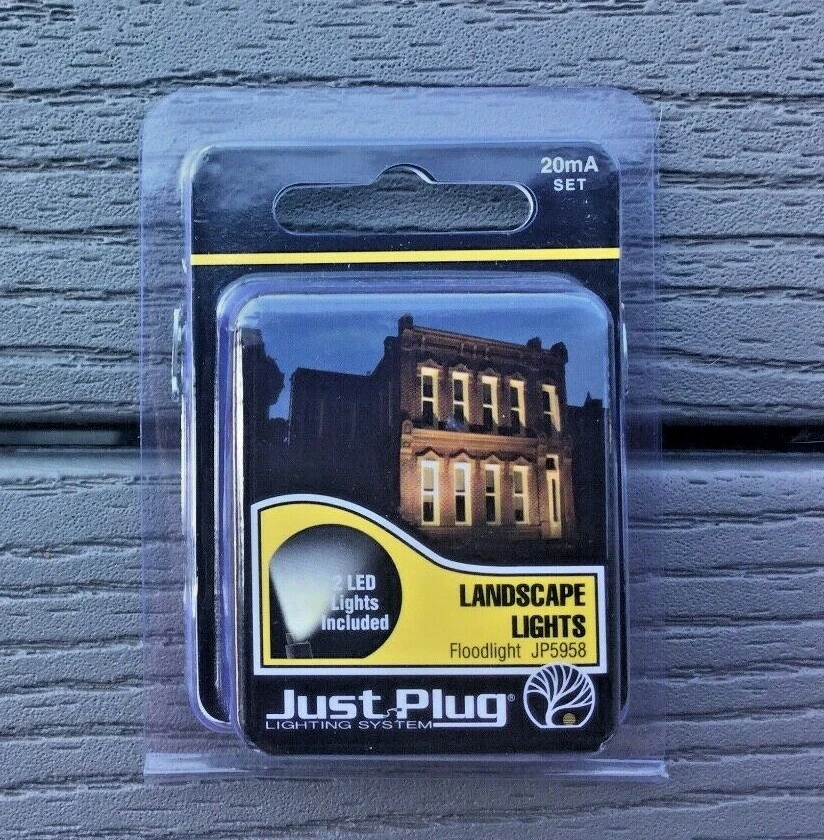 20mA
SET
2 LED
Lights
Included
LANDSCAPE
LIGHTS
Floodlight JP5958
Just Plug®
LIGHTING SYSTEM